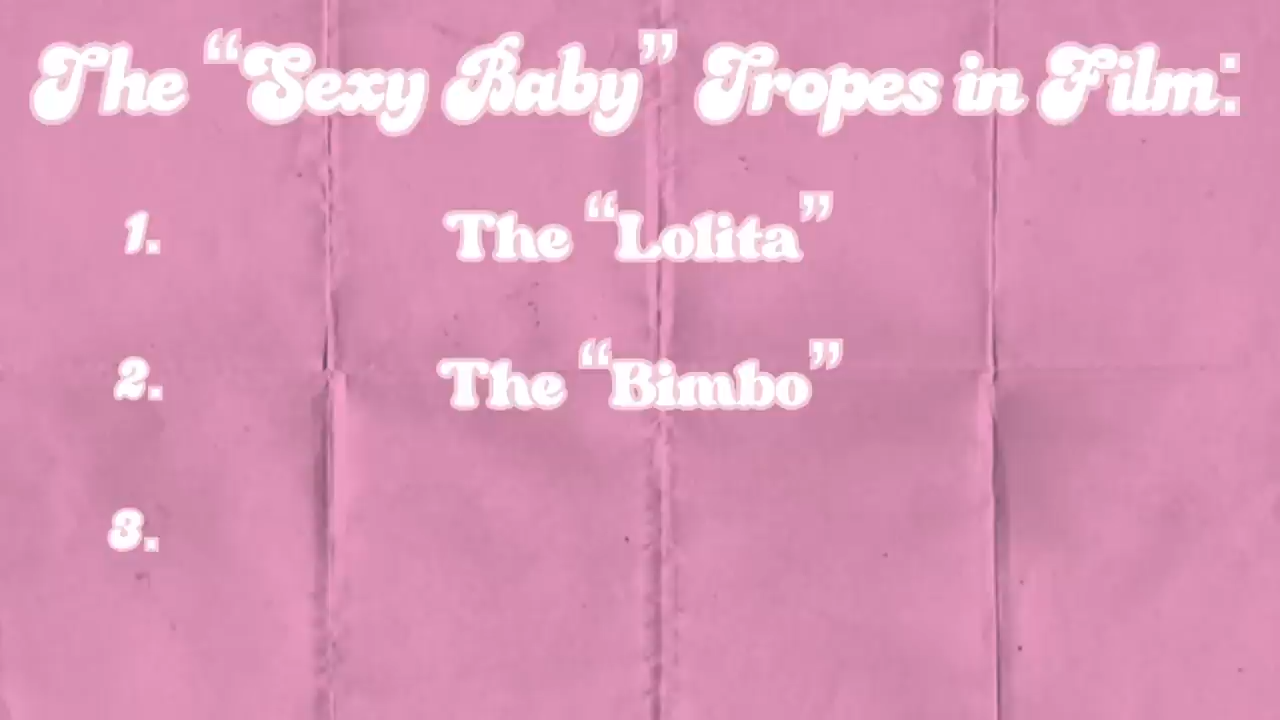 The “Sexy Baby” Tropes in Film:
1. The “Lolita”
2. The “Bimbo”
3.